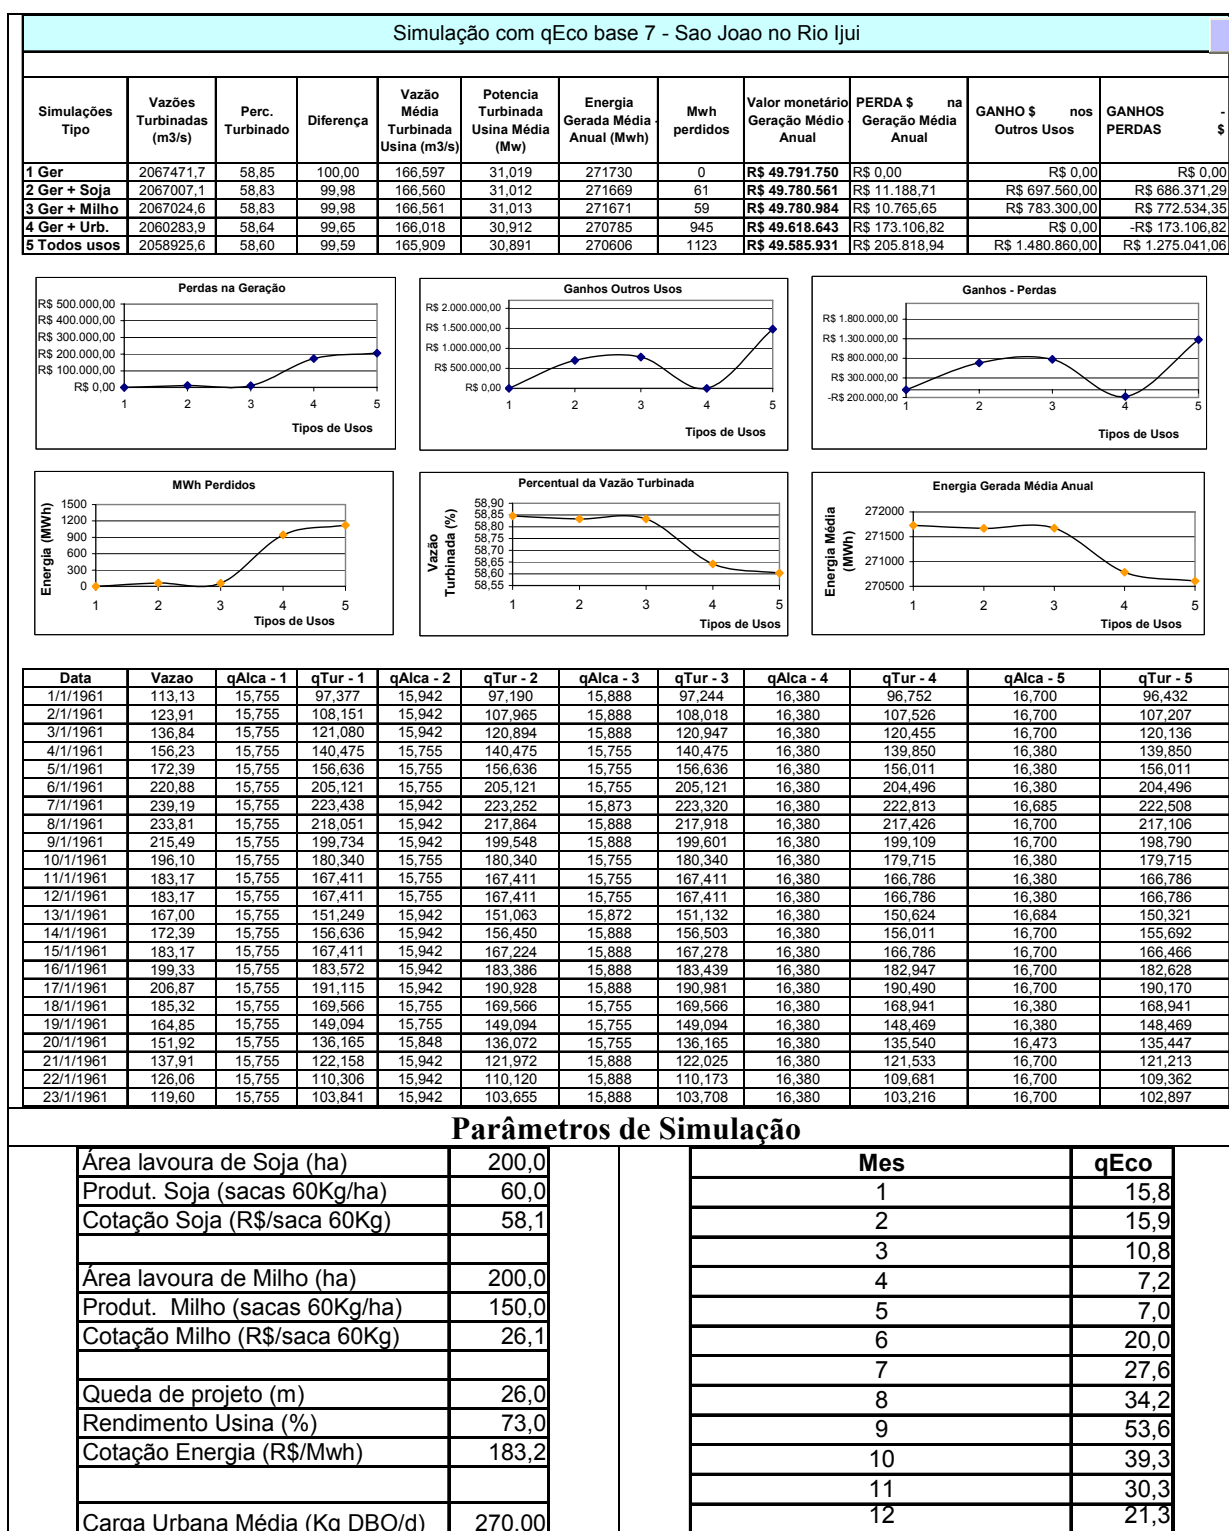 Simulação com qEco base 7 - Sao Joao no Rio Ijui
Simulações Tipo | Vazões Turbinadas (m3/s) | Perc. Turbinado | Diferença | Vazão Média Turbinada Usina (m3/s) | Potencia Turbinada Usina Média (Mw) | Energia Gerada Média - Anual (Mwh) | Mwh perdidos | Valor monetário Geração Médio - Anual | PERDA $ na Geração Média Anual | GANHO $ nos Outros Usos | GANHOS - PERDAS $
1 Ger 2067471,7 58,85 100,00 166,597 31,019 271730 0 R$ 49.791.750 R$ 0,00 R$ 0,00 R$ 0,00
2 Ger + Soja 2067007,1 58,83 99,98 166,560 31,012 271669 61 R$ 49.780.561 R$ 11.188,71 R$ 697.560,00 R$ 686.371,29
3 Ger + Milho 2067024,6 58,83 99,98 166,561 31,013 271671 59 R$ 49.780.984 R$ 10.765,65 R$ 783.300,00 R$ 772.534,35
4 Ger + Urb. 2060283,9 58,64 99,65 166,018 30,912 270785 945 R$ 49.618.643 R$ 173.106,82 R$ 0,00 -R$ 173.106,82
5 Todos usos 2058925,6 58,60 99,59 165,909 30,891 270606 1123 R$ 49.585.931 R$ 205.818,94 R$ 1.480.860,00 R$ 1.275.041,06
Perdas na Geração
R$ 500.000,00
R$ 400.000,00
R$ 300.000,00
R$ 200.000,00
R$ 100.000,00
R$ 0,00
1 2 3 4 5
Tipos de Usos
Ganhos Outros Usos
R$ 2.000.000,00
R$ 1.500.000,00
R$ 1.000.000,00
R$ 500.000,00
R$ 0,00
1 2 3 4 5
Tipos de Usos
Ganhos - Perdas
R$ 1.800.000,00
R$ 1.300.000,00
R$ 800.000,00
R$ 300.000,00
-R$ 200.000,00
1 2 3 4 5
Tipos de Usos
MWh Perdidos
Energia (MWh)
1500
1200
900
600
300
0
1 2 3 4 5
Tipos de Usos
Percentual da Vazão Turbinada
Vazão Turbinada (%)
58,90
58,85
58,80
58,75
58,70
58,65
58,60
58,55
1 2 3 4 5
Tipos de Usos
Energia Gerada Média Anual
Energia Média (MWh)
272000
271500
271000
270500
1 2 3 4 5
Tipos de Usos
Data Vazao qAlca - 1 qTur - 1 qAlca - 2 qTur - 2 qAlca - 3 qTur - 3 qAlca - 4 qTur - 4 qAlca - 5 qTur - 5
1/1/1961 113,13 15,755 97,377 15,942 97,190 15,888 97,244 16,380 96,752 16,700 96,432
2/1/1961 123,91 15,755 108,151 15,942 107,965 15,888 108,018 16,380 107,526 16,700 107,207
3/1/1961 136,84 15,755 121,080 15,942 120,894 15,888 120,947 16,380 120,455 16,700 120,136
4/1/1961 156,23 15,755 140,475 15,755 140,475 15,755 140,475 16,380 139,850 16,380 139,850
5/1/1961 172,39 15,755 156,636 15,755 156,636 15,755 156,636 16,380 156,011 16,380 156,011
6/1/1961 220,88 15,755 205,121 15,755 205,121 15,755 205,121 16,380 204,496 16,380 204,496
7/1/1961 239,19 15,755 223,438 15,942 223,252 15,873 223,320 16,380 222,813 16,685 222,508
8/1/1961 233,81 15,755 218,051 15,942 217,864 15,888 217,918 16,380 217,426 16,700 217,106
9/1/1961 215,49 15,755 199,734 15,942 199,548 15,888 199,601 16,380 199,109 16,700 198,790
10/1/1961 196,10 15,755 180,340 15,755 180,340 15,755 180,340 16,380 179,715 16,380 179,715
11/1/1961 183,17 15,755 167,411 15,755 167,411 15,755 167,411 16,380 166,786 16,380 166,786
12/1/1961 183,17 15,755 167,411 15,755 167,411 15,755 167,411 16,380 166,786 16,380 166,786
13/1/1961 167,00 15,755 151,249 15,942 151,063 15,872 151,132 16,380 150,624 16,684 150,321
14/1/1961 172,39 15,755 156,636 15,942 156,450 15,888 156,503 16,380 156,011 16,700 155,692
15/1/1961 183,17 15,755 167,411 15,942 167,224 15,888 167,278 16,380 166,786 16,700 166,466
16/1/1961 199,33 15,755 183,572 15,942 183,386 15,888 183,439 16,380 182,947 16,700 182,628
17/1/1961 206,87 15,755 191,115 15,942 190,928 15,888 190,981 16,380 190,490 16,700 190,170
18/1/1961 185,32 15,755 169,566 15,755 169,566 15,755 169,566 16,380 168,941 16,380 168,941
19/1/1961 164,85 15,755 149,094 15,755 149,094 15,755 149,094 16,380 148,469 16,380 148,469
20/1/1961 151,92 15,755 136,165 15,848 136,072 15,755 136,165 16,380 135,540 16,473 135,447
21/1/1961 137,91 15,755 122,158 15,942 121,972 15,888 122,025 16,380 121,533 16,700 121,213
22/1/1961 126,06 15,755 110,306 15,942 110,120 15,888 110,173 16,380 109,681 16,700 109,362
23/1/1961 119,60 15,755 103,841 15,942 103,655 15,888 103,708 16,380 103,216 16,700 102,897
Parâmetros de Simulação
Área lavoura de Soja (ha) 200,0
Produt. Soja (sacas 60Kg/ha) 60,0
Cotação Soja (R$/saca 60Kg) 58,1
Área lavoura de Milho (ha) 200,0
Produt. Milho (sacas 60Kg/ha) 150,0
Cotação Milho (R$/saca 60Kg) 26,1
Queda de projeto (m) 26,0
Rendimento Usina (%) 73,0
Cotação Energia (R$/Mwh) 183,2
Carga Urbana Média (Kg DBO/d) 270,00
Mes qEco
1 15,8
2 15,9
3 10,8
4 7,2
5 7,0
6 20,0
7 27,6
8 34,2
9 53,6
10 39,3
11 30,3
12 21,3